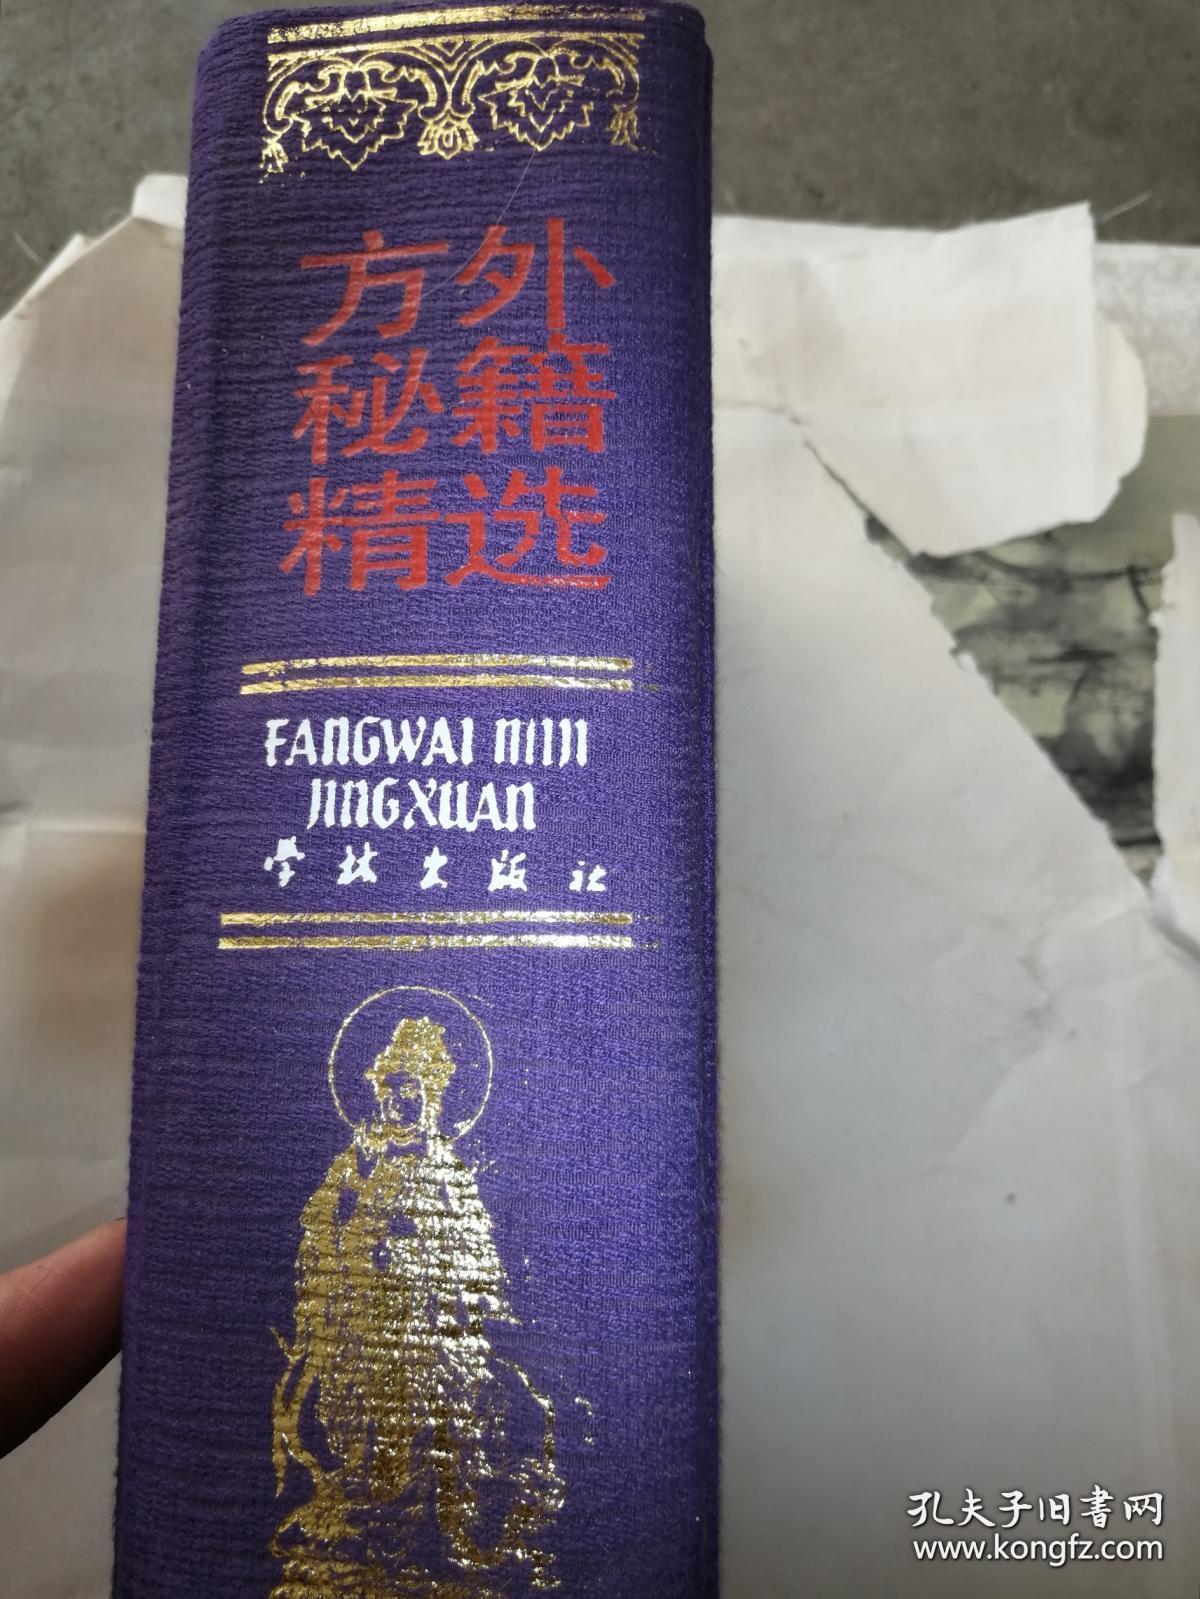 方外
秘籍
精选
FANGWAI MIJI
JINGXUAN
学林出版社
孔夫子旧书网
www.kongfz.com